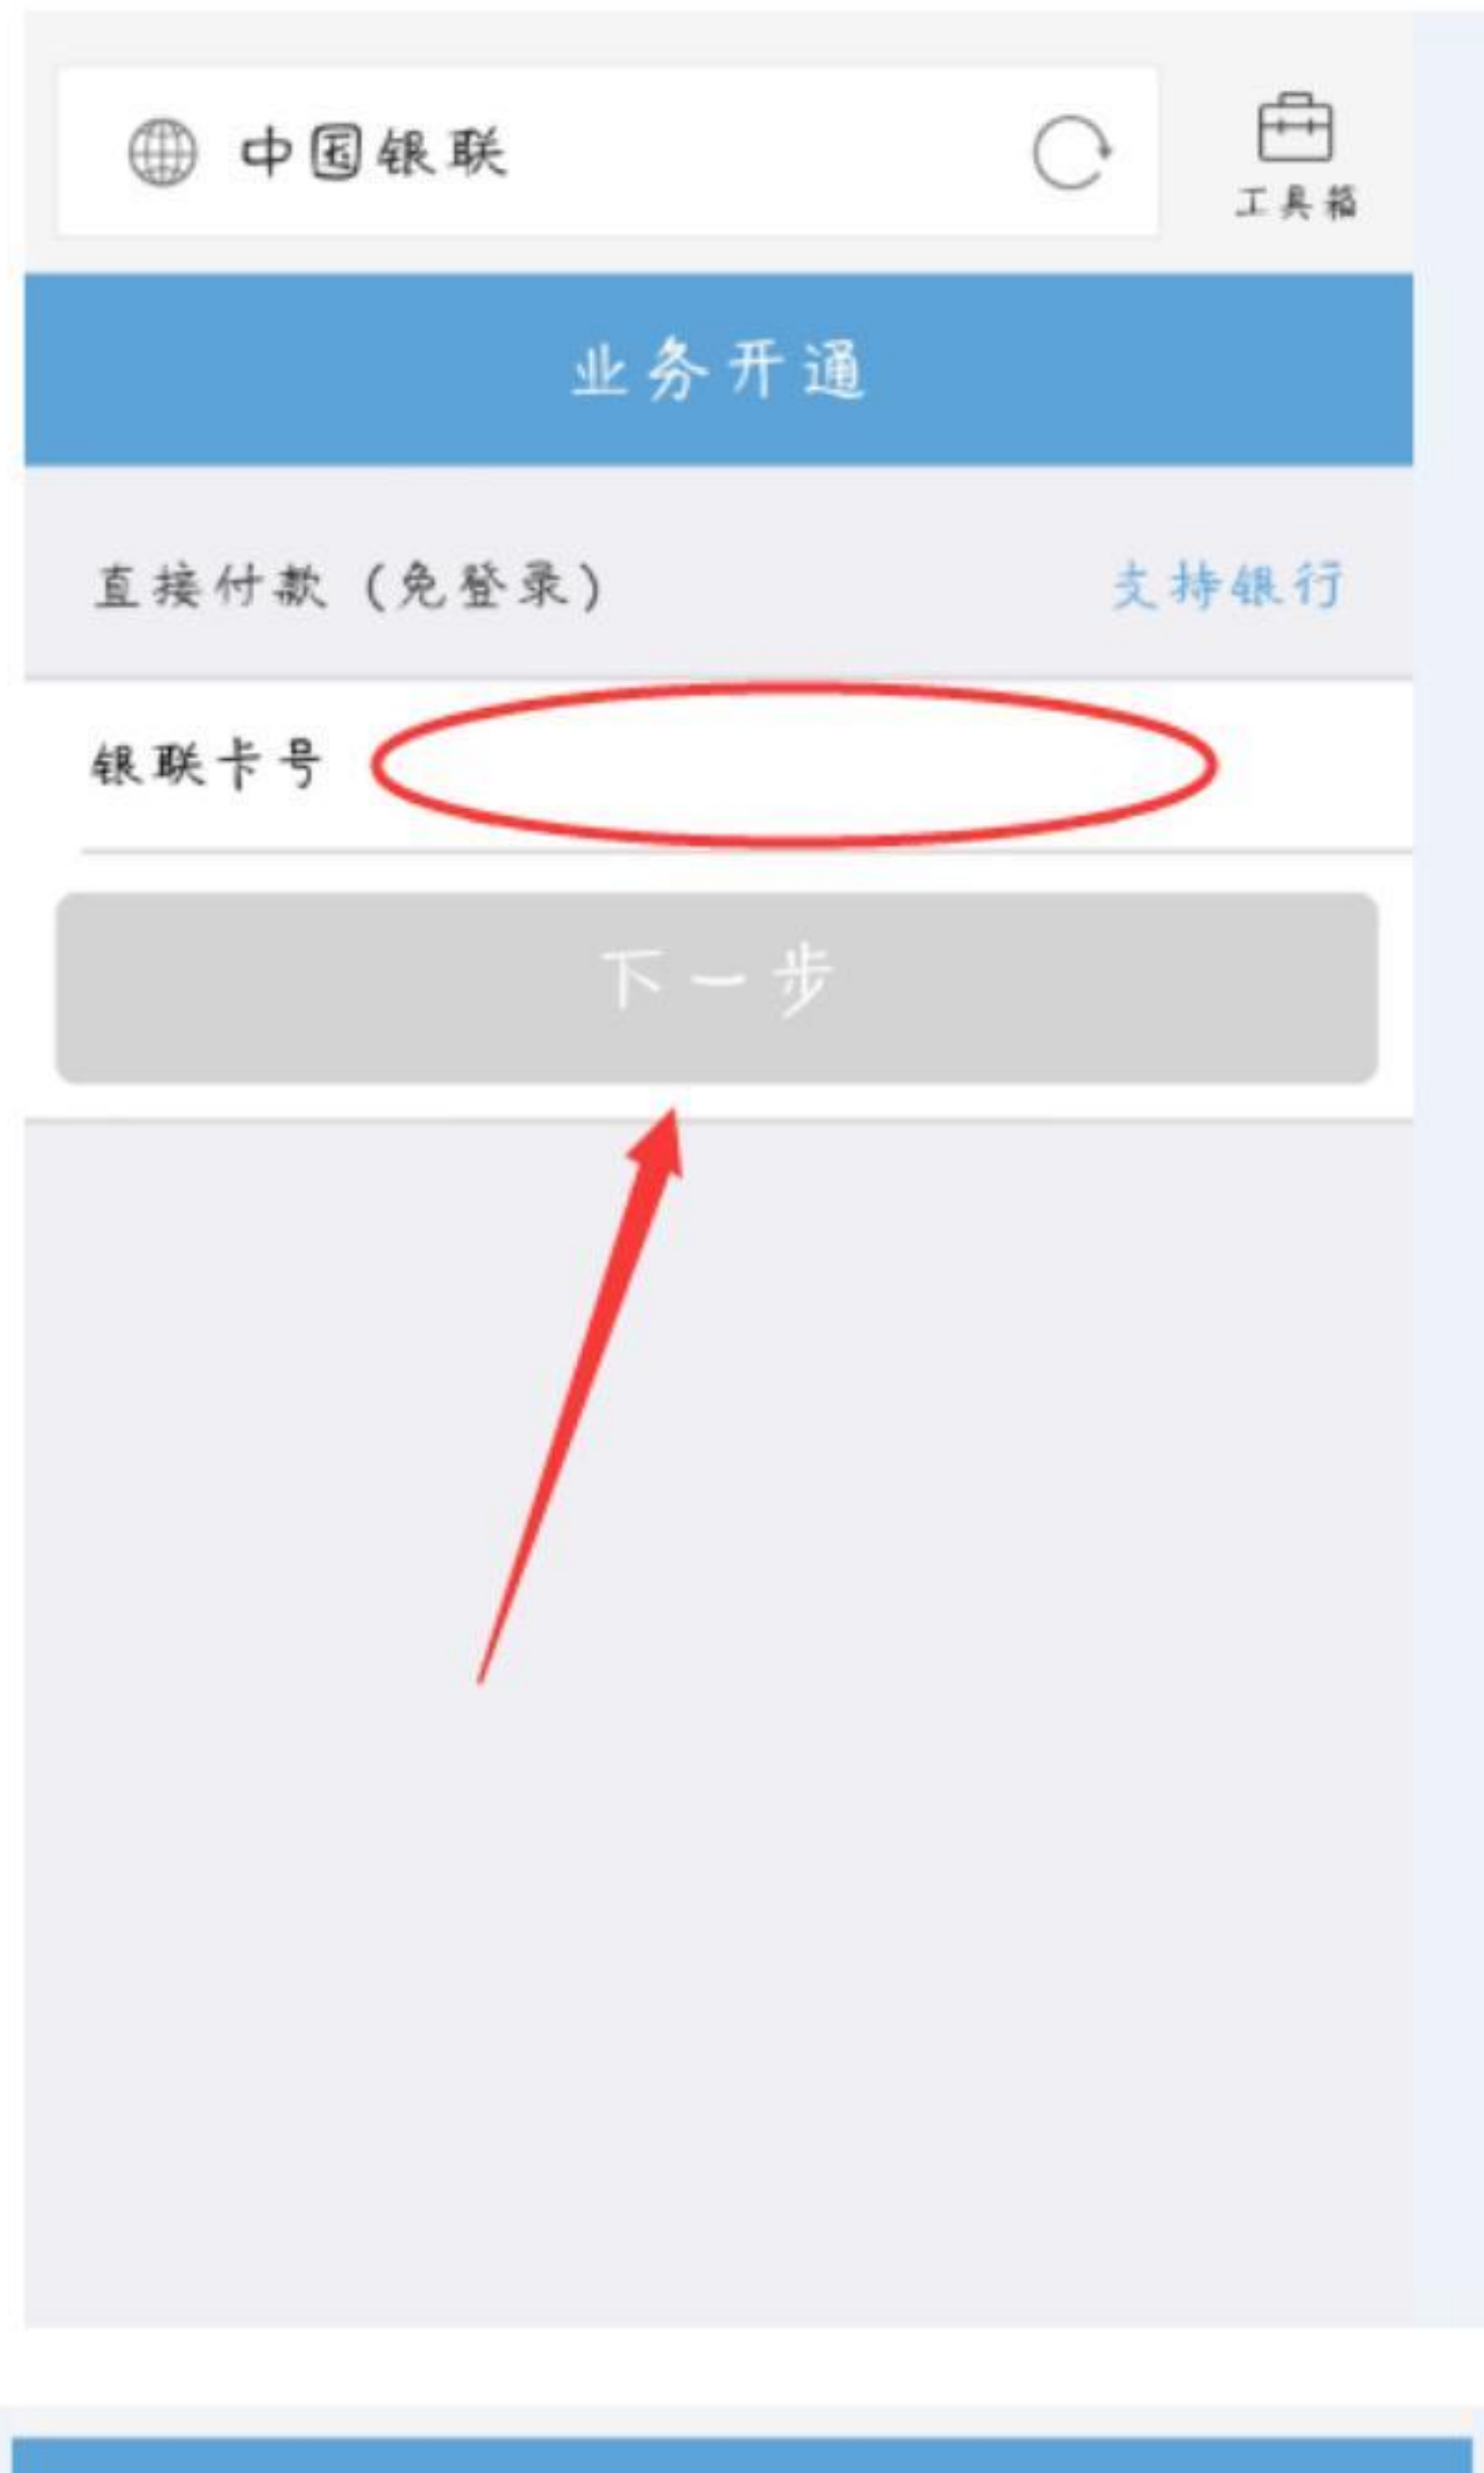 中国银联
工具箱
业务开通
直接付款（免登录） 支持银行
银联卡号
下一步